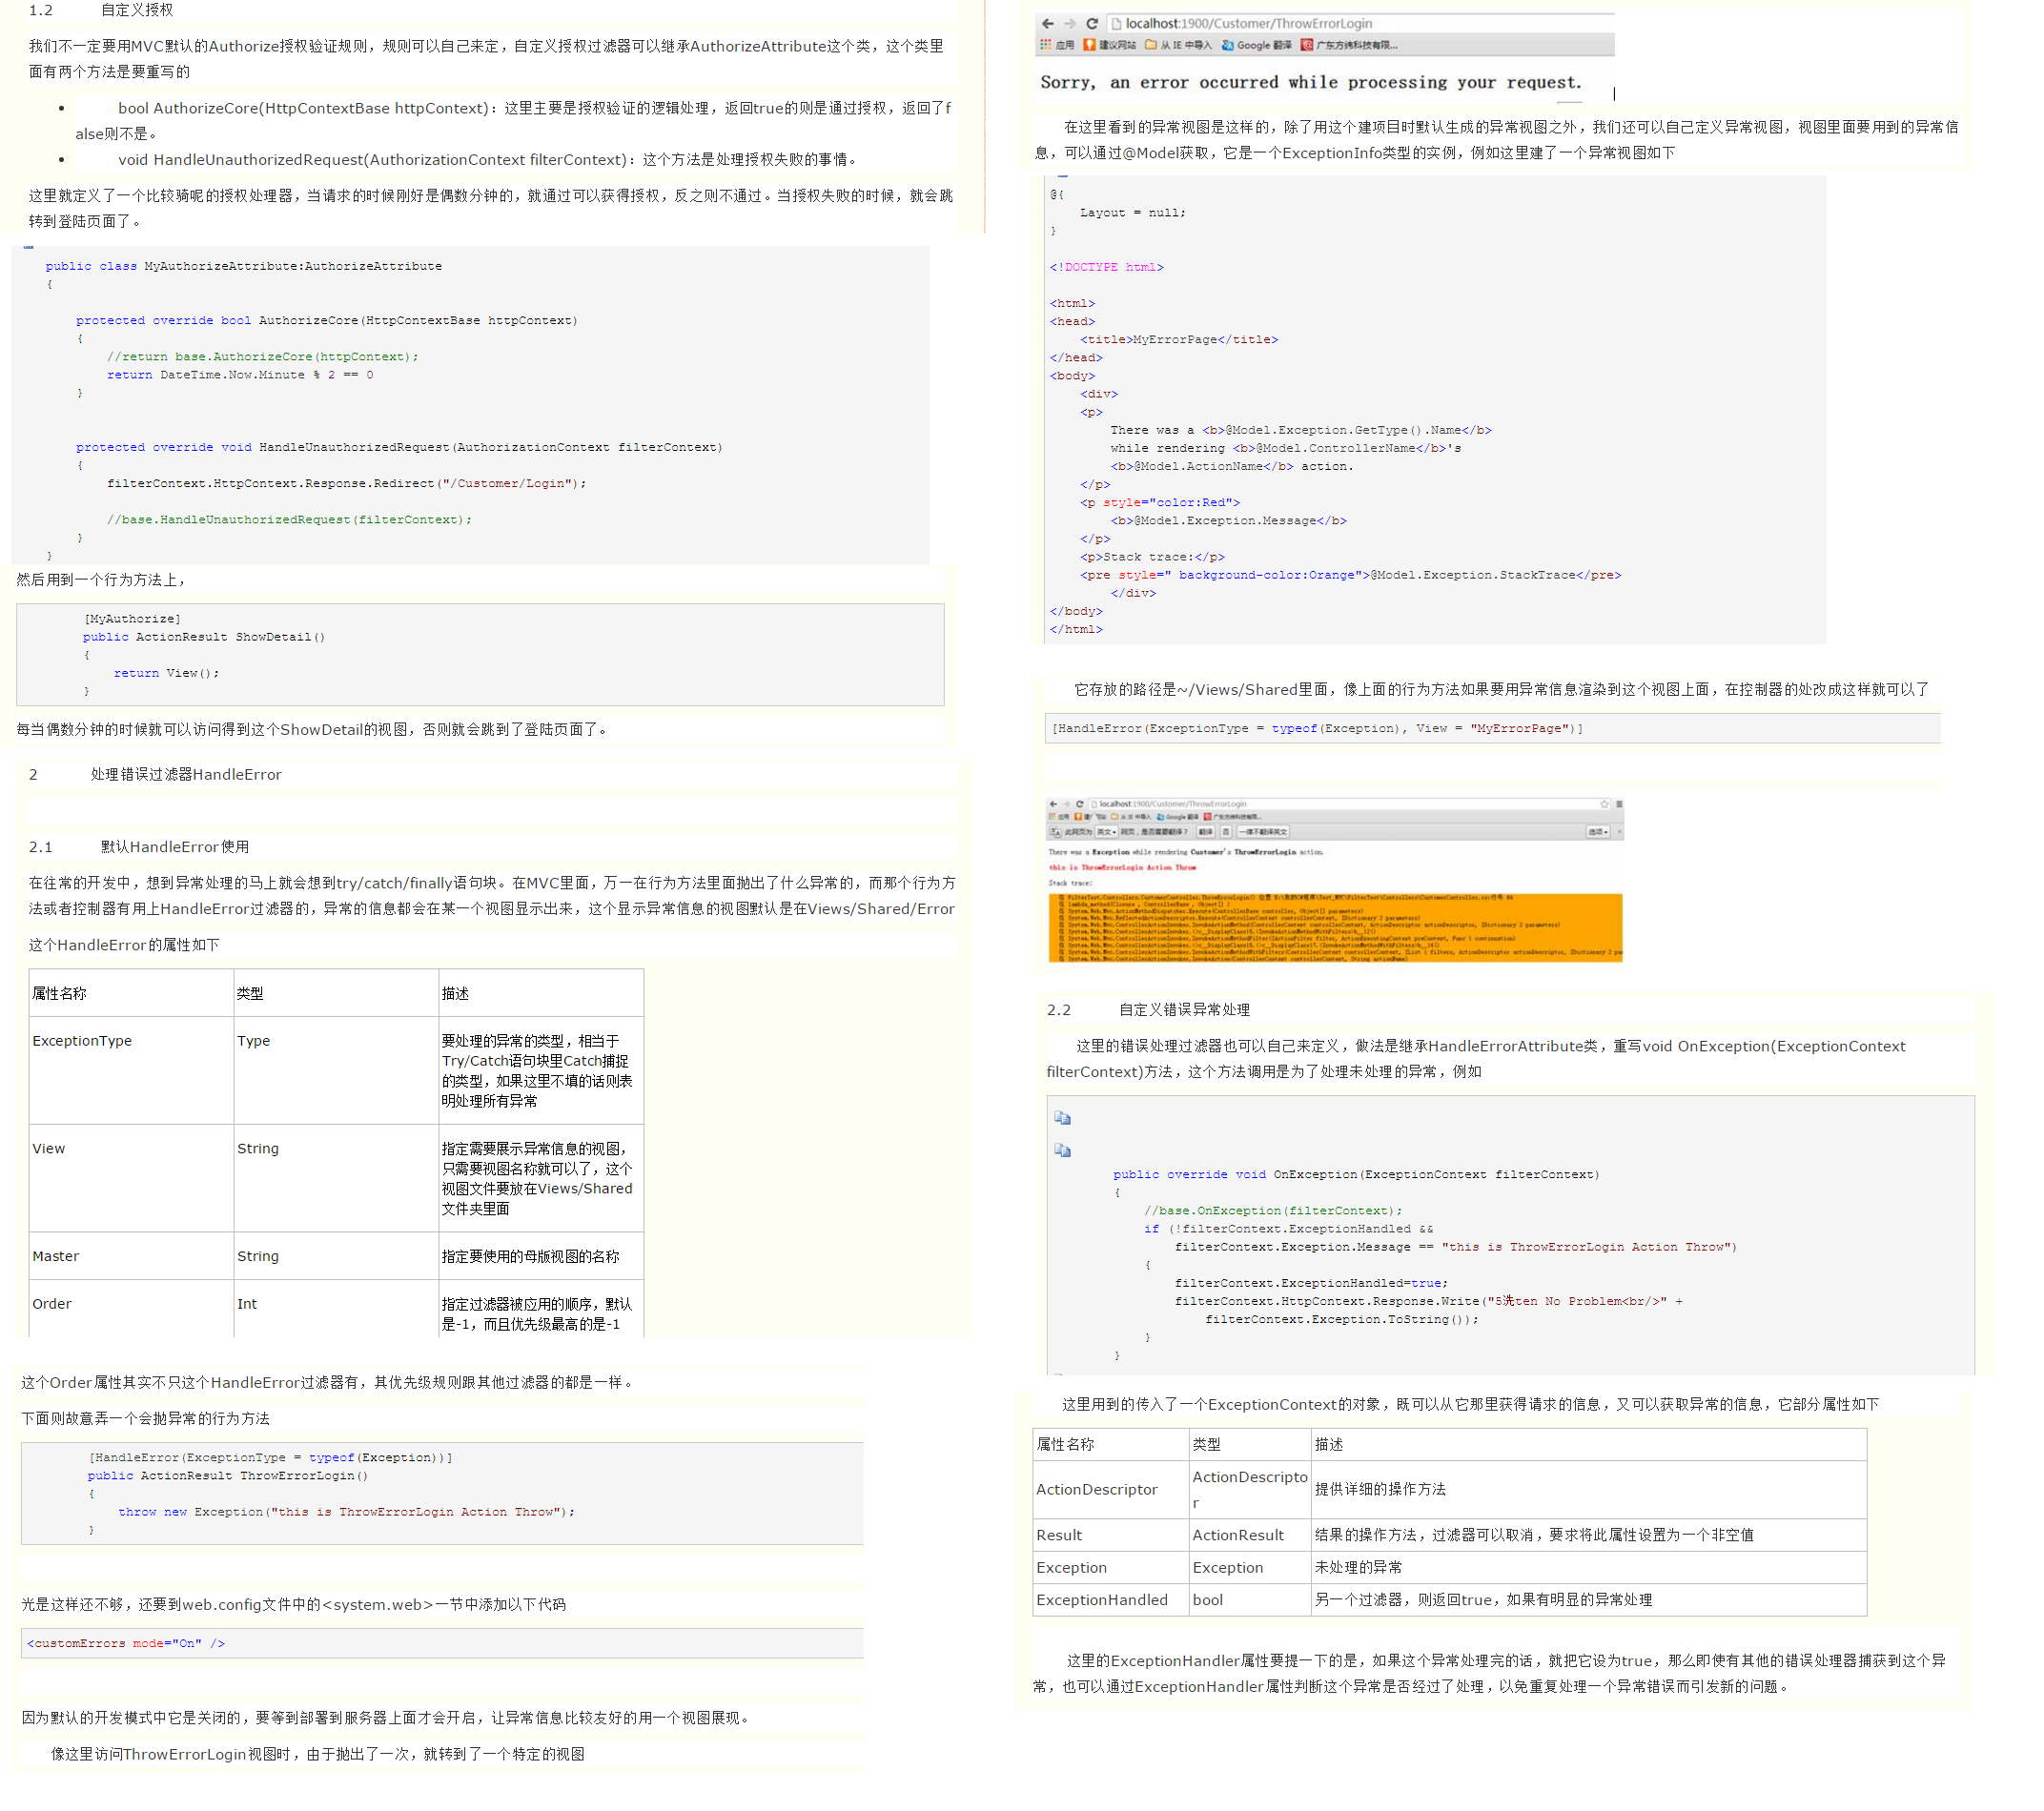 1.2 自定义授权
我们不一定要用MVC默认的Authorize授权验证规则，规则可以自己来定，自定义授权过滤器可以继承AuthorizeAttribute这个类，这个类里
面有两个方法是要重写的
• bool AuthorizeCore(HttpContextBase httpContext)：这里主要是授权验证的逻辑处理，返回true的则是通过授权，返回了f
alse则不是。
• void HandleUnauthorizedRequest(AuthorizationContext filterContext)：这个方法是处理授权失败的事情。
这里就定义了一个比较骑呢的授权处理器，当请求的时候刚好是偶数分钟的，就通过可以获得授权，反之则不通过。当授权失败的时候，就会跳
转到登陆页面了。
public class MyAuthorizeAttribute:AuthorizeAttribute
{
protected override bool AuthorizeCore(HttpContextBase httpContext)
{
//return base.AuthorizeCore(httpContext);
return DateTime.Now.Minute % 2 == 0
}
protected override void HandleUnauthorizedRequest(AuthorizationContext filterContext)
{
filterContext.HttpContext.Response.Redirect("/Customer/Login");
//base.HandleUnauthorizedRequest(filterContext);
}
}
然后用到一个行为方法上，
[MyAuthorize]
public ActionResult ShowDetail()
{
return View();
}
每当偶数分钟的时候就可以访问得到这个ShowDetail的视图，否则就会跳到了登陆页面了。
2 处理错误过滤器HandleError
2.1 默认HandleError使用
在往常的开发中，想到异常处理的马上就会想到try/catch/finally语句块。在MVC里面，万一在行为方法里面抛出了什么异常的，而那个行为方
法或者控制器有用上HandleError过滤器的，异常的信息都会在某一个视图显示出来，这个显示异常信息的视图默认是在Views/Shared/Error
这个HandleError的属性如下
属性名称 类型 描述
ExceptionType Type 要处理的异常的类型，相当于
Try/Catch语句块里Catch捕捉
的类型，如果这里不填的话则表
明处理所有异常
View String 指定需要展示异常信息的视图，
只需要视图名称就可以了，这个
视图文件要放在Views/Shared
文件夹里面
Master String 指定要使用的母版视图的名称
Order Int 指定过滤器被应用的顺序，默认
是-1，而且优先级最高的是-1
这个Order属性其实不只这个HandleError过滤器有，其优先级规则跟其他过滤器的都是一样。
下面则故意弄一个会抛异常的行为方法
[HandleError(ExceptionType = typeof(Exception))]
public ActionResult ThrowErrorLogin()
{
throw new Exception("this is ThrowErrorLogin Action Throw");
}
光是这样还不够，还要到web.config文件中的<system.web>一节中添加以下代码
<customErrors mode="On" />
因为默认的开发模式中它是关闭的，要等到部署到服务器上面才会开启，让异常信息比较友好的用一个视图展现。
像这里访问ThrowErrorLogin视图时，由于抛出了一次，就转到了一个特定的视图
localhost:1900/Customer/ThrowErrorLogin
应用 建议网站 从 IE 中导入 Google 翻译 广东方纬科技有限...
Sorry, an error occurred while processing your request.
在这里看到的异常视图是这样的，除了用这个建项目时默认生成的异常视图之外，我们还可以自己定义异常视图，视图里面要用到的异常信
息，可以通过@Model获取，它是一个ExceptionInfo类型的实例，例如这里建了一个异常视图如下
@{
Layout = null;
}
<!DOCTYPE html>
<html>
<head>
<title>MyErrorPage</title>
</head>
<body>
<div>
<p>
There was a <b>@Model.Exception.GetType().Name</b>
while rendering <b>@Model.ControllerName</b>'s
<b>@Model.ActionName</b> action.
</p>
<p style="color:Red">
<b>@Model.Exception.Message</b>
</p>
<p>Stack trace:</p>
<pre style=" background-color:Orange">@Model.Exception.StackTrace</pre>
</div>
</body>
</html>
它存放的路径是~/Views/Shared里面，像上面的行为方法如果要用异常信息渲染到这个视图上面，在控制器的处改成这样就可以了
[HandleError(ExceptionType = typeof(Exception), View = "MyErrorPage")]
localhost:1900/Customer/ThrowErrorLogin
此网页为 英文 网页，是否需要翻译？ 翻译 否 一律不翻译英文 选项
There was a Exception while rendering Customer's ThrowErrorLogin action.
this is ThrowErrorLogin Action Throw
Stack trace:
2.2 自定义错误异常处理
这里的错误处理过滤器也可以自己来定义，做法是继承HandleErrorAttribute类，重写void OnException(ExceptionContext
filterContext)方法，这个方法调用是为了处理未处理的异常，例如
public override void OnException(ExceptionContext filterContext)
{
//base.OnException(filterContext);
if (!filterContext.ExceptionHandled &&
filterContext.Exception.Message == "this is ThrowErrorLogin Action Throw")
{
filterContext.ExceptionHandled=true;
filterContext.HttpContext.Response.Write("5洗ten No Problem<br/>" +
filterContext.Exception.ToString());
}
}
这里用到的传入了一个ExceptionContext的对象，既可以从它那里获得请求的信息，又可以获取异常的信息，它部分属性如下
属性名称 类型 描述
ActionDescriptor ActionDescripto
r 提供详细的操作方法
Result ActionResult 结果的操作方法，过滤器可以取消，要求将此属性设置为一个非空值
Exception Exception 未处理的异常
ExceptionHandled bool 另一个过滤器，则返回true，如果有明显的异常处理
这里的ExceptionHandler属性要提一下的是，如果这个异常处理完的话，就把它设为true，那么即使有其他的错误处理器捕获到这个异
常，也可以通过ExceptionHandler属性判断这个异常是否经过了处理，以免重复处理一个异常错误而引发新的问题。